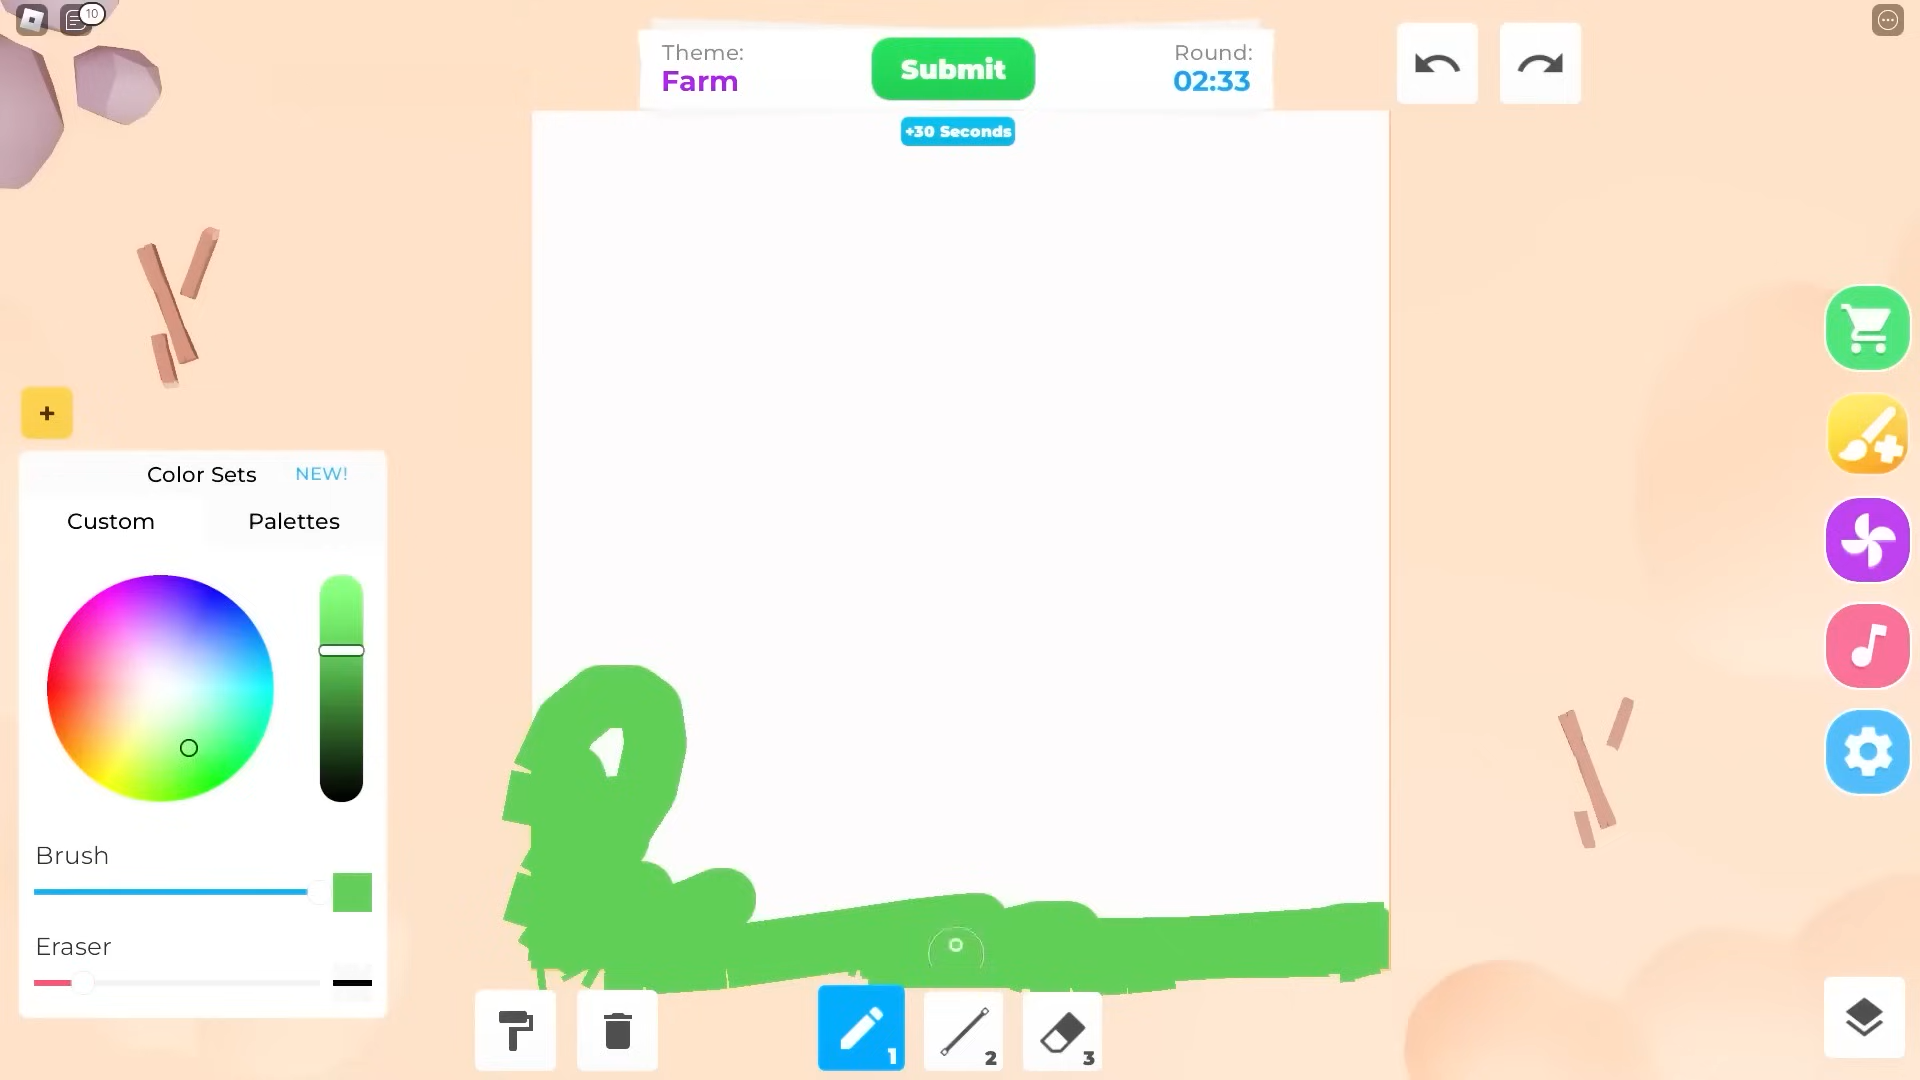 10
Theme:
Farm
Submit
Round:
02:33
+30 Seconds
+
Color Sets NEW!
Custom Palettes
Brush
Eraser
1
2
3